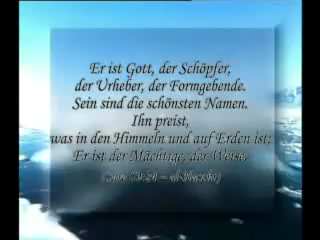 Er ist Gott, der Schöpfer,
der Urheber, der Formgebende.
Sein sind die schönsten Namen.
Ihn preist,
was in den Himmeln und auf Erden ist;
Er ist der Mächtige, der Weise.